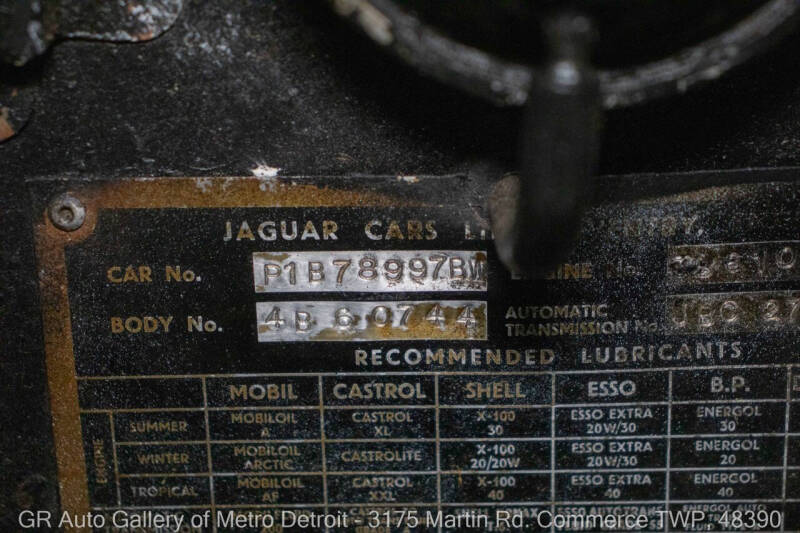 JAGUAR CARS
CAR No. P1B78997BW
BODY No. 4B60744
AUTOMATIC
TRANSMISSION No. JBC 27
RECOMMENDED LUBRICANTS
MOBIL CASTROL SHELL ESSO B.P.
ENGINE
SUMMER MOBILOIL A CASTROL XL X-100 30 ESSO EXTRA 20W/30 ENERGOL 30
WINTER MOBILOIL ARCTIC CASTROLITE X-100 20/20W ESSO EXTRA 20W/30 ENERGOL 20
TROPICAL MOBILOIL AF CASTROL XXL X-100 40 ESSO EXTRA 40 ENERGOL 40
GR Auto Gallery of Metro Detroit - 3175 Martin Rd. Commerce TWP, 48390